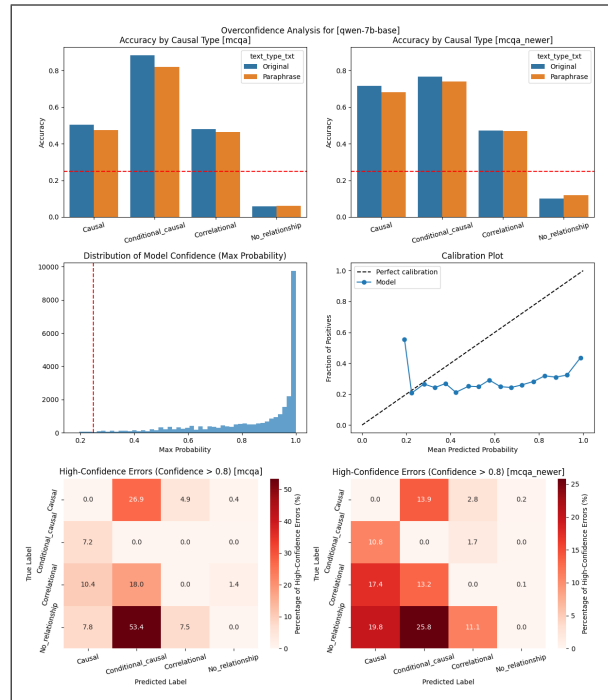 Overconfidence Analysis for [qwen-7b-base]
Accuracy by Causal Type [mcqa]
Accuracy
0.8
0.6
0.4
0.2
0.0
text_type_txt
Original
Paraphrase
Causal
Conditional_causal
Correlational
No_relationship
Accuracy by Causal Type [mcqa_newer]
Accuracy
0.8
0.6
0.4
0.2
0.0
text_type_txt
Original
Paraphrase
Causal
Conditional_causal
Correlational
No_relationship
Distribution of Model Confidence (Max Probability)
10000
8000
6000
4000
2000
0
0.2 0.4 0.6 0.8 1.0
Max Probability
Calibration Plot
Fraction of Positives
1.0
0.8
0.6
0.4
0.2
0.0
Perfect calibration
Model
0.0 0.2 0.4 0.6 0.8 1.0
Mean Predicted Probability
High-Confidence Errors (Confidence > 0.8) [mcqa]
True Label
Causal
Conditional_causal
Correlational
No_relationship
0.0 26.9 4.9 0.4
7.2 0.0 0.0 0.0
10.4 18.0 0.0 1.4
7.8 53.4 7.5 0.0
Causal
Conditional_causal
Correlational
No_relationship
Predicted Label
50
40
30
20
10
0
Percentage of High-Confidence Errors (%)
High-Confidence Errors (Confidence > 0.8) [mcqa_newer]
True Label
Causal
Conditional_causal
Correlational
No_relationship
0.0 13.9 2.8 0.2
10.8 0.0 1.7 0.0
17.4 13.2 0.0 0.1
19.8 25.8 11.1 0.0
Causal
Conditional_causal
Correlational
No_relationship
Predicted Label
25
20
15
10
5
0
Percentage of High-Confidence Errors (%)